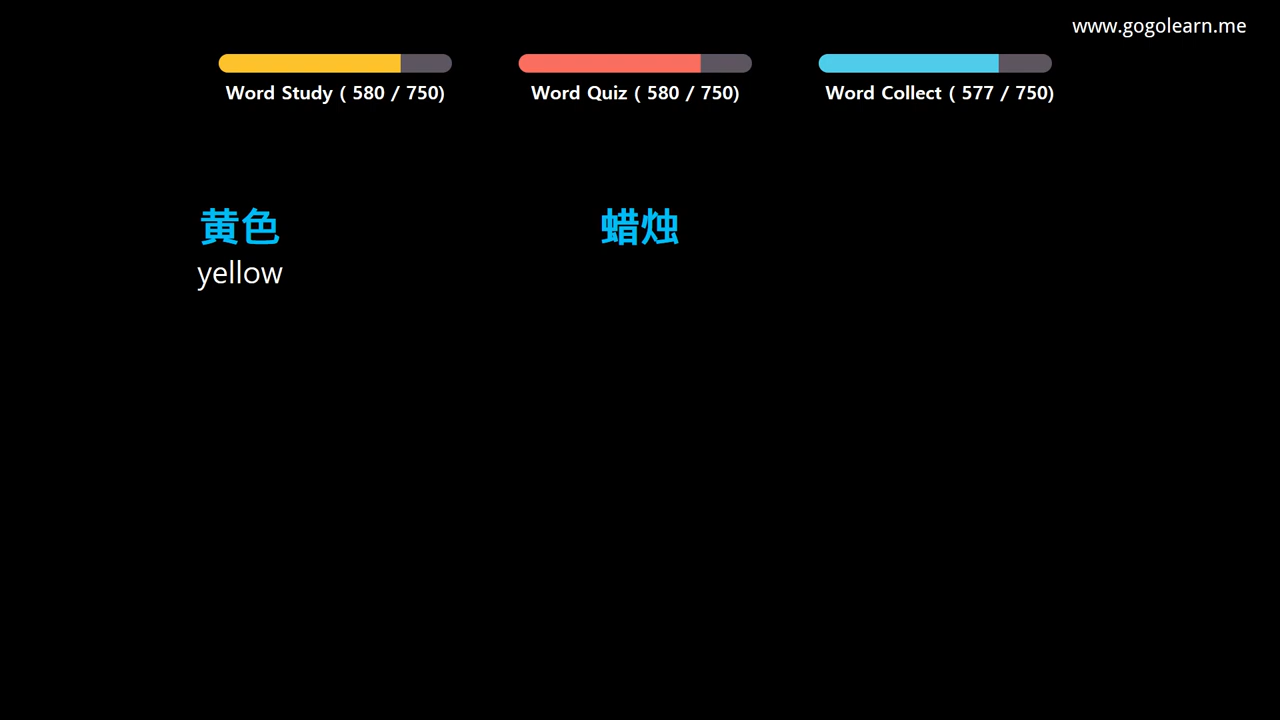 www.gogolearn.me
Word Study ( 580 / 750)
Word Quiz ( 580 / 750)
Word Collect ( 577 / 750)
黄色
蜡烛
yellow